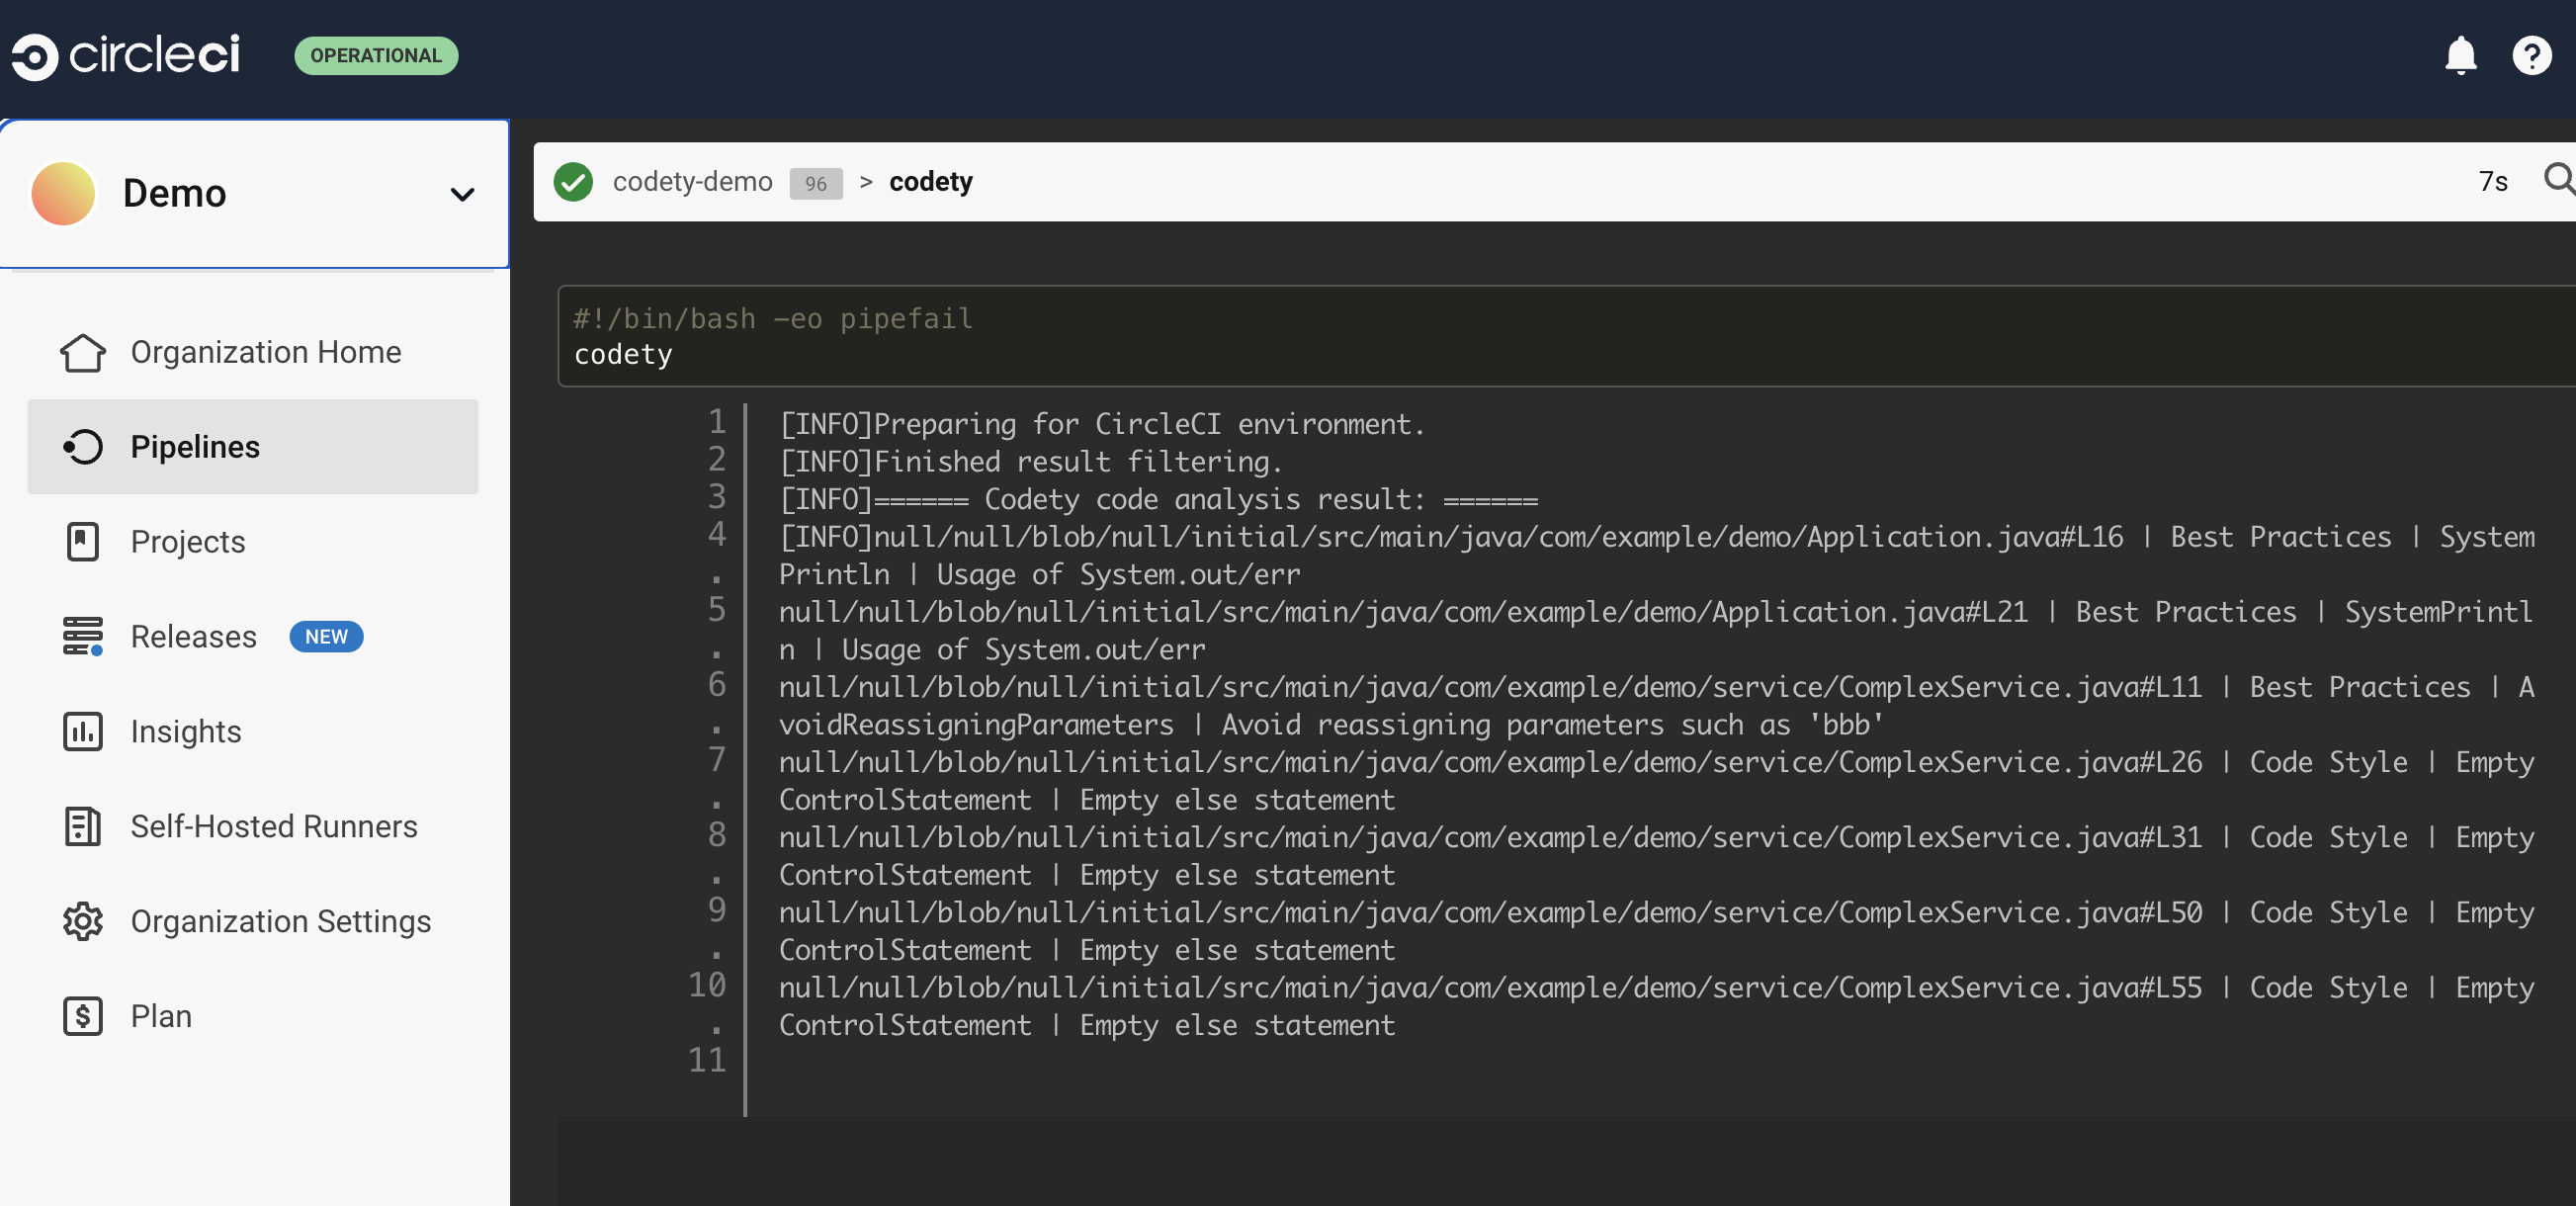 circleci OPERATIONAL
Demo
codety-demo 96 > codety 7s
Organization Home
Pipelines
Projects
Releases NEW
Insights
Self-Hosted Runners
Organization Settings
Plan
#!/bin/bash -eo pipefail
codety
1 [INFO]Preparing for CircleCI environment.
2 [INFO]Finished result filtering.
3 [INFO]====== Codety code analysis result: ======
4 [INFO]null/null/blob/null/initial/src/main/java/com/example/demo/Application.java#L16 | Best Practices | System
. Println | Usage of System.out/err
5 null/null/blob/null/initial/src/main/java/com/example/demo/Application.java#L21 | Best Practices | SystemPrintl
. n | Usage of System.out/err
6 null/null/blob/null/initial/src/main/java/com/example/demo/service/ComplexService.java#L11 | Best Practices | A
. voidReassigningParameters | Avoid reassigning parameters such as 'bbb'
7 null/null/blob/null/initial/src/main/java/com/example/demo/service/ComplexService.java#L26 | Code Style | Empty
. ControlStatement | Empty else statement
8 null/null/blob/null/initial/src/main/java/com/example/demo/service/ComplexService.java#L31 | Code Style | Empty
. ControlStatement | Empty else statement
9 null/null/blob/null/initial/src/main/java/com/example/demo/service/ComplexService.java#L50 | Code Style | Empty
. ControlStatement | Empty else statement
10 null/null/blob/null/initial/src/main/java/com/example/demo/service/ComplexService.java#L55 | Code Style | Empty
. ControlStatement | Empty else statement
11